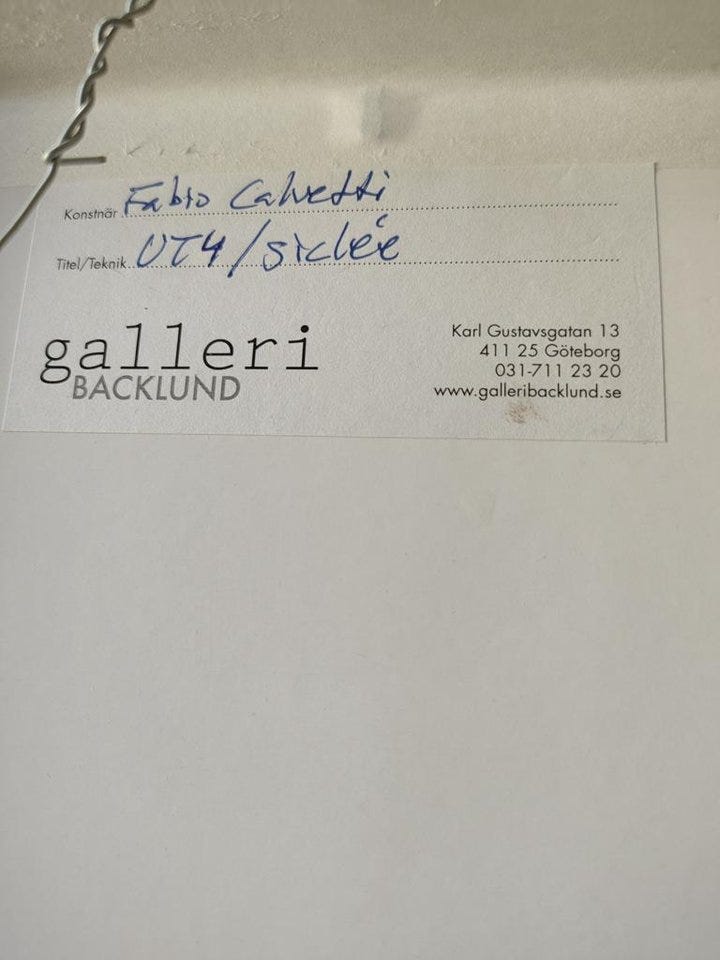 Konstnär Fabio Calvetti
Titel/Teknik UT4/siclée
galleri
BACKLUND
Karl Gustavsgatan 13
411 25 Göteborg
031-711 23 20
www.galleribacklund.se